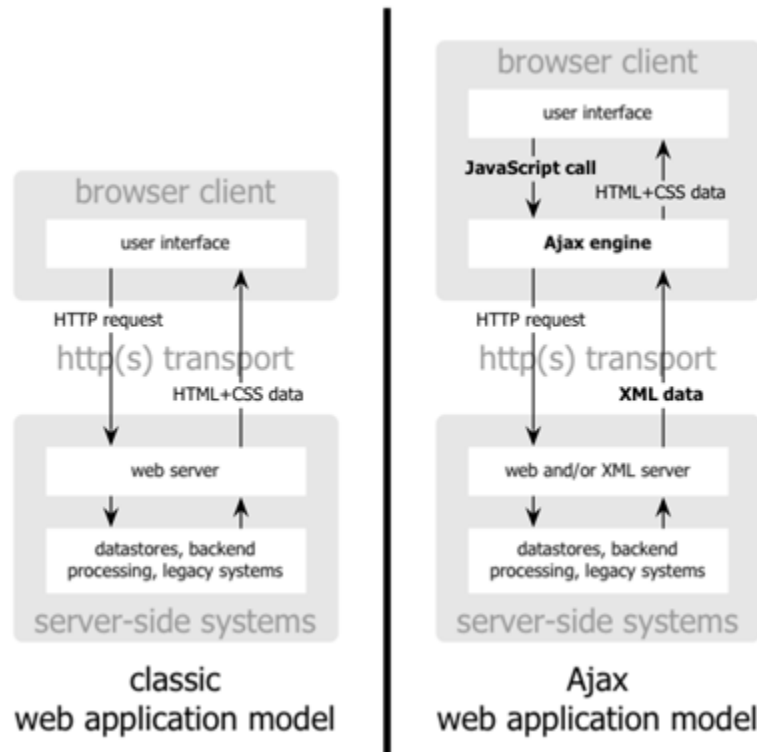 browser client
user interface
HTTP request
http(s) transport
HTML+CSS data
web server
datastores, backend
processing, legacy systems
server-side systems
classic
web application model
browser client
user interface
JavaScript call
HTML+CSS data
Ajax engine
HTTP request
http(s) transport
XML data
web and/or XML server
datastores, backend
processing, legacy systems
server-side systems
Ajax
web application model